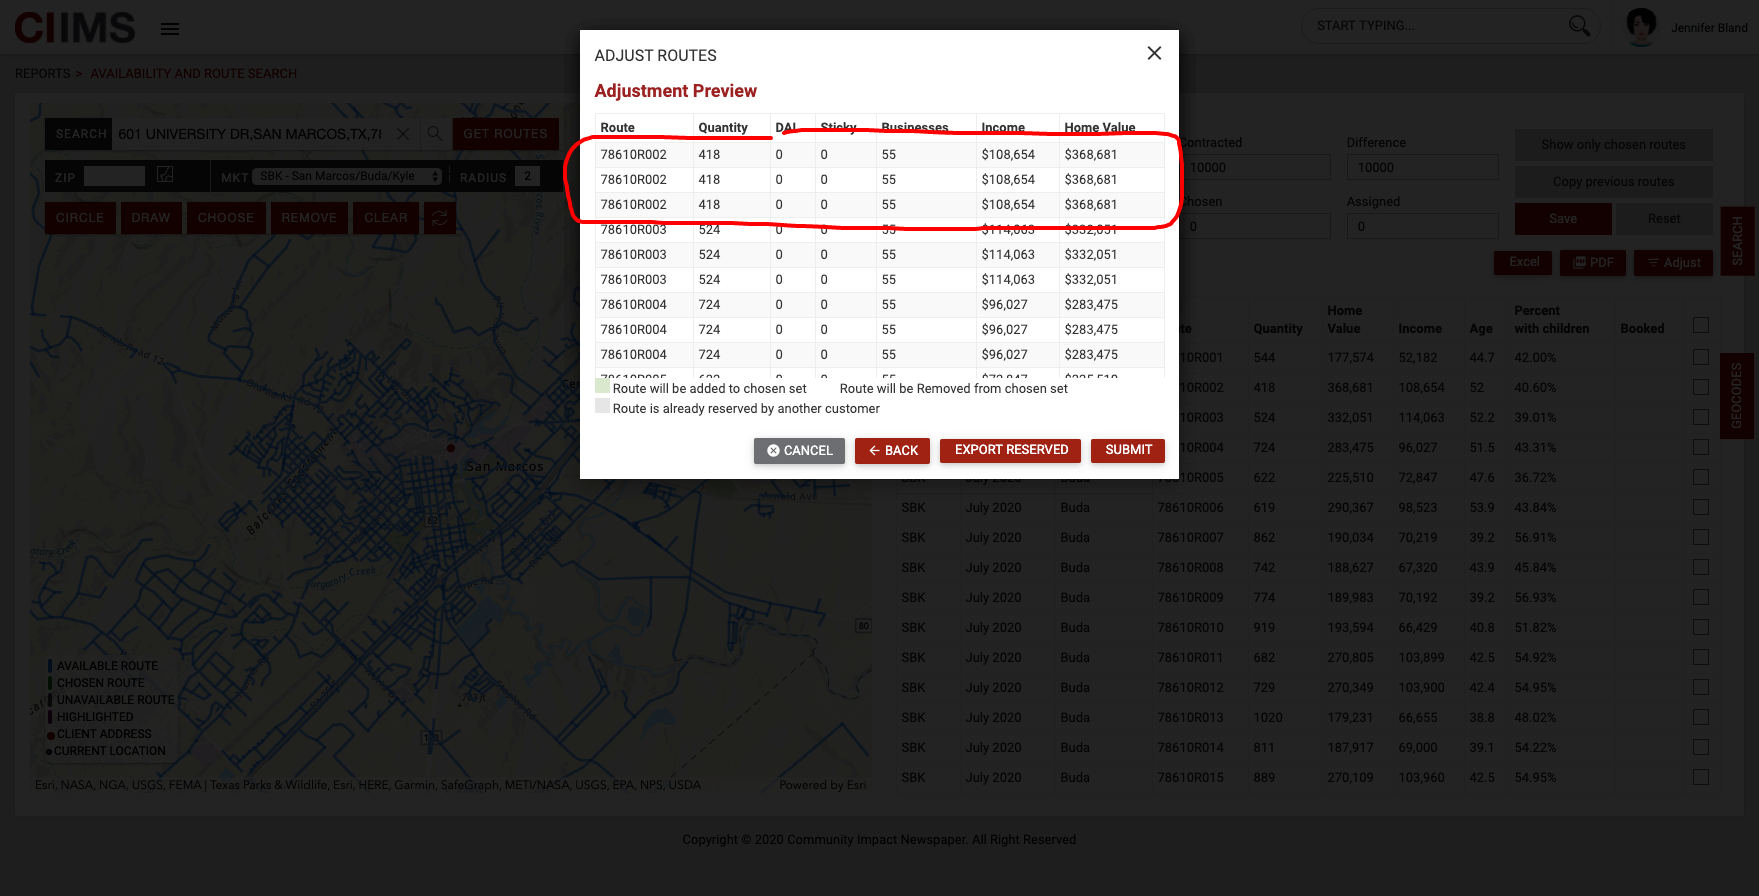 CIIMS
START TYPING...
Jennifer Bland
REPORTS > AVAILABILITY AND ROUTE SEARCH
SEARCH 601 UNIVERSITY DR,SAN MARCOS,TX,78 GET ROUTES
ZIP MKT SBK - San Marcos/Buda/Kyle RADIUS 2
CIRCLE DRAW CHOOSE REMOVE CLEAR
ADJUST ROUTES
Adjustment Preview
Route Quantity DAL Sticky Businesses Income Home Value
78610R002 418 0 0 55 $108,654 $368,681
78610R002 418 0 0 55 $108,654 $368,681
78610R002 418 0 0 55 $108,654 $368,681
78610R003 524 0 0 55 $114,063 $332,051
78610R003 524 0 0 55 $114,063 $332,051
78610R003 524 0 0 55 $114,063 $332,051
78610R004 724 0 0 55 $96,027 $283,475
78610R004 724 0 0 55 $96,027 $283,475
78610R004 724 0 0 55 $96,027 $283,475
Route will be added to chosen set Route will be Removed from chosen set
Route is already reserved by another customer
CANCEL BACK EXPORT RESERVED SUBMIT
ontracted Difference
10000 10000
hosen Assigned
0 0
Show only chosen routes
Copy previous routes
Save Reset
Excel PDF Adjust
SEARCH
GEOCODES
te Quantity Home Value Income Age Percent with children Booked
10R001 544 177,574 52,182 44.7 42.00%
10R002 418 368,681 108,654 52 40.60%
10R003 524 332,051 114,063 52.2 39.01%
10R004 724 283,475 96,027 51.5 43.31%
SBK July 2020 Buda 78610R005 622 225,510 72,847 47.6 36.72%
SBK July 2020 Buda 78610R006 619 290,367 98,523 53.9 43.84%
SBK July 2020 Buda 78610R007 862 190,034 70,219 39.2 56.91%
SBK July 2020 Buda 78610R008 742 188,627 67,320 43.9 45.84%
SBK July 2020 Buda 78610R009 774 189,983 70,192 39.2 56.93%
SBK July 2020 Buda 78610R010 919 193,594 66,429 40.8 51.82%
SBK July 2020 Buda 78610R011 682 270,805 103,899 42.5 54.92%
SBK July 2020 Buda 78610R012 729 270,349 103,900 42.4 54.95%
SBK July 2020 Buda 78610R013 1020 179,231 66,655 38.8 48.02%
SBK July 2020 Buda 78610R014 811 187,917 69,000 39.1 54.22%
SBK July 2020 Buda 78610R015 889 270,109 103,960 42.5 54.95%
San Marcos
Arnold Ave
82
80
Purgatory Creek
703 ft
AVAILABLE ROUTE
CHOSEN ROUTE
UNAVAILABLE ROUTE
HIGHLIGHTED
CLIENT ADDRESS
CURRENT LOCATION
Esri, NASA, NGA, USGS, FEMA | Texas Parks & Wildlife, Esri, HERE, Garmin, SafeGraph, METI/NASA, USGS, EPA, NPS, USDA Powered by Esri
Copyright © 2020 Community Impact Newspaper. All Right Reserved